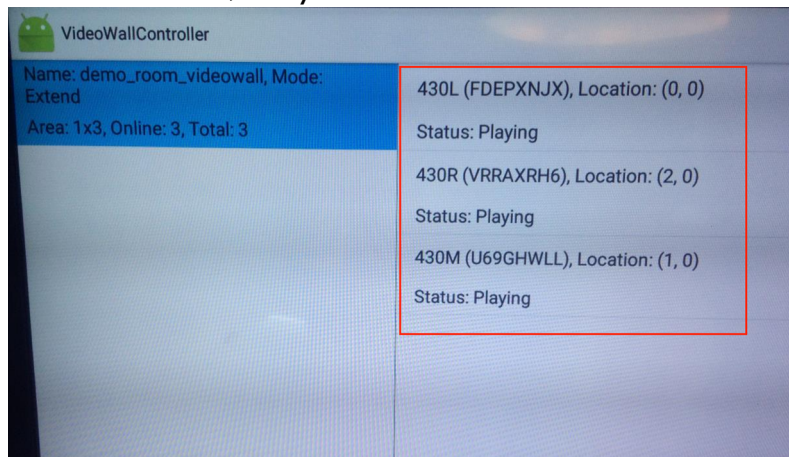 VideoWallController
Name: demo_room_videowall, Mode:
Extend
Area: 1x3, Online: 3, Total: 3
430L (FDEPXNJX), Location: (0, 0)
Status: Playing
430R (VRRAXRH6), Location: (2, 0)
Status: Playing
430M (U69GHWLL), Location: (1, 0)
Status: Playing